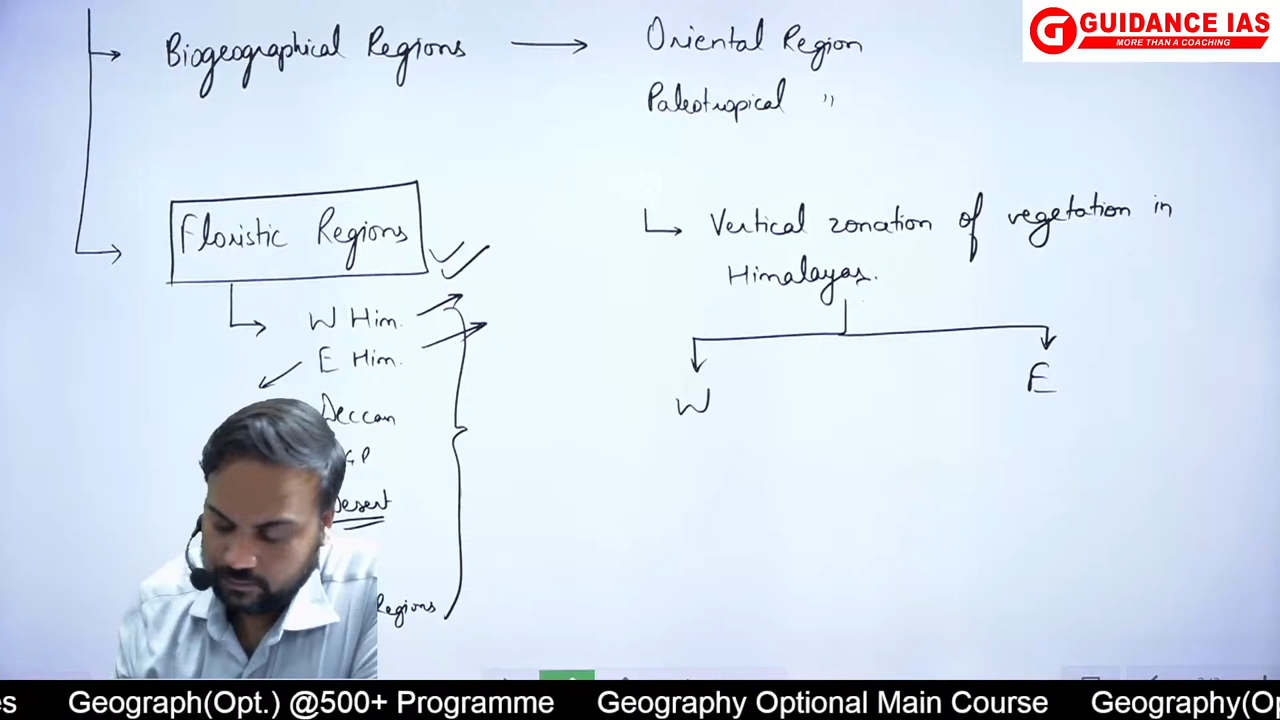 Biogeographical Regions
Oriental Region
Paleotropical "
GUIDANCE IAS
MORE THAN A COACHING
Floristic Regions
W Him.
E Him.
Deccan
Desert
Regions
Vertical zonation of vegetation in
Himalayas.
W
E
Geograph(Opt.) @500+ Programme Geography Optional Main Course